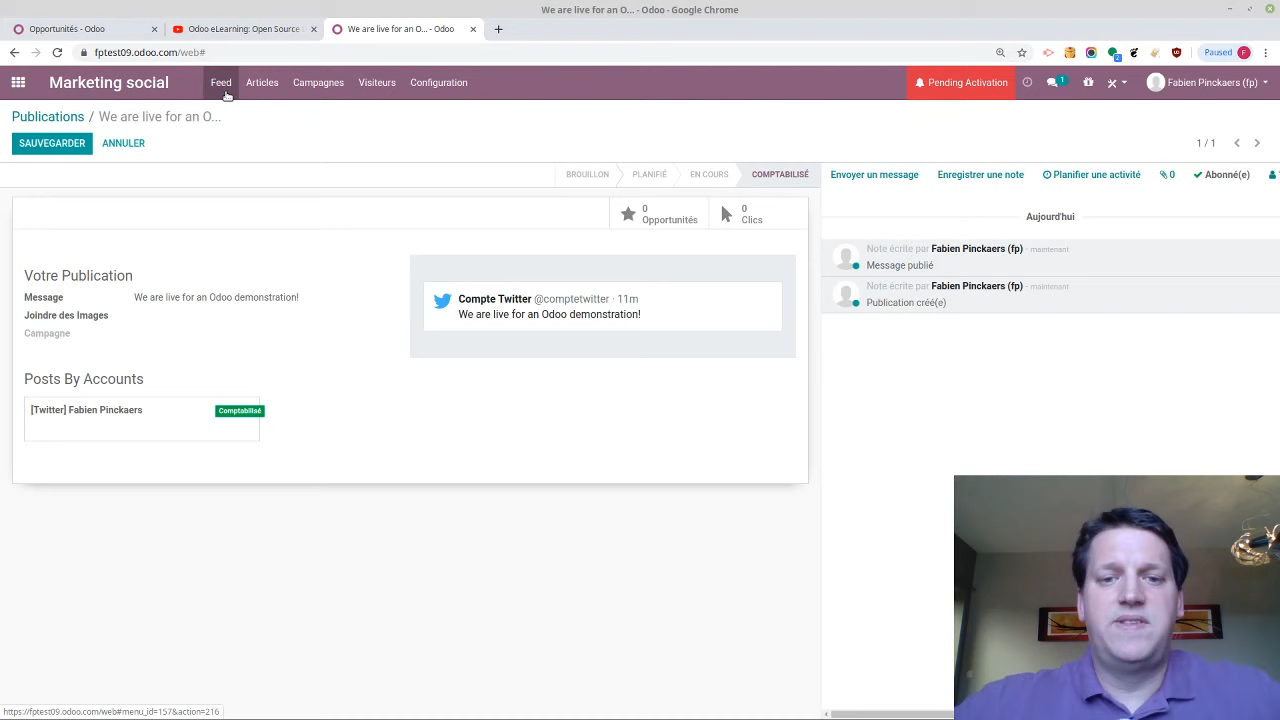 We are live for an O... - Odoo - Google Chrome
Opportunités - Odoo
Odoo eLearning: Open Source
We are live for an O... - Odoo
fptest09.odoo.com/web#
Paused
F
Marketing social
Feed
Articles
Campagnes
Visiteurs
Configuration
Pending Activation
1
Fabien Pinckaers (fp)
Publications / We are live for an O...
SAUVEGARDER
ANNULER
1 / 1
BROUILLON
PLANIFIÉ
EN COURS
COMPTABILISÉ
Envoyer un message
Enregistrer une note
Planifier une activité
0
Abonné(e)
0
Opportunités
0
Clics
Aujourd'hui
Votre Publication
Message
We are live for an Odoo demonstration!
Joindre des Images
Campagne
Compte Twitter @comptetwitter · 11m
We are live for an Odoo demonstration!
Note écrite par Fabien Pinckaers (fp) - maintenant
Message publié
Note écrite par Fabien Pinckaers (fp) - maintenant
Publication créé(e)
Posts By Accounts
[Twitter] Fabien Pinckaers
Comptabilisé
https://fptest09.odoo.com/web#menu_id=157&action=216